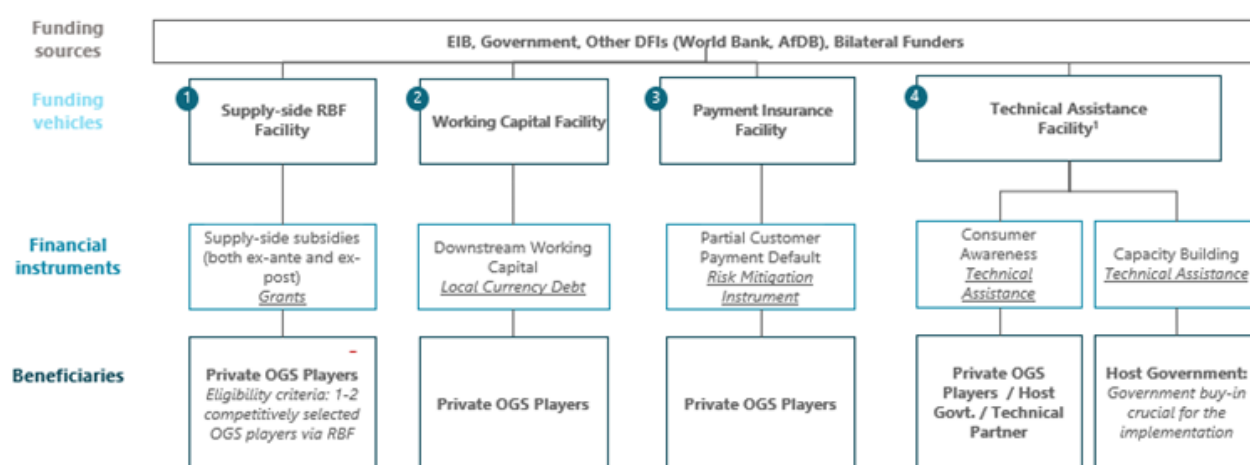 Funding
sources
EIB, Government, Other DFIs (World Bank, AfDB), Bilateral Funders
Funding
vehicles
1
Supply-side RBF
Facility
2
Working Capital Facility
3
Payment Insurance
Facility
4
Technical Assistance
Facility¹
Financial
instruments
Supply-side subsidies
(both ex-ante and ex-
post)
Grants
Downstream Working
Capital
Local Currency Debt
Partial Customer
Payment Default
Risk Mitigation
Instrument
Consumer
Awareness
Technical
Assistance
Capacity Building
Technical Assistance
Beneficiaries
Private OGS Players
Eligibility criteria: 1-2
competitively selected
OGS players via RBF
Private OGS Players
Private OGS Players
Private OGS
Players / Host
Govt. / Technical
Partner
Host Government:
Government buy-in
crucial for the
implementation